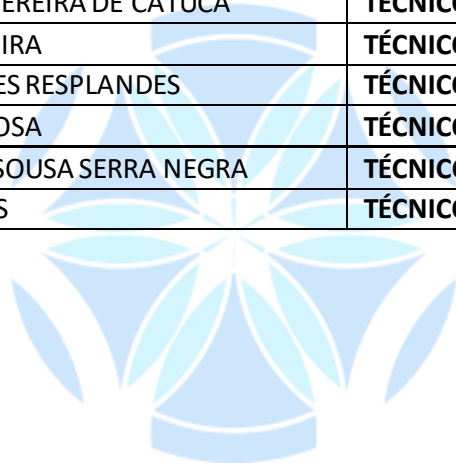 EREIRA DE CATUCA TÉCNICO
IRA TÉCNICO
ES RESPLANDES TÉCNICO
OSA TÉCNICO
SOUSA SERRA NEGRA TÉCNICO
S TÉCNICO